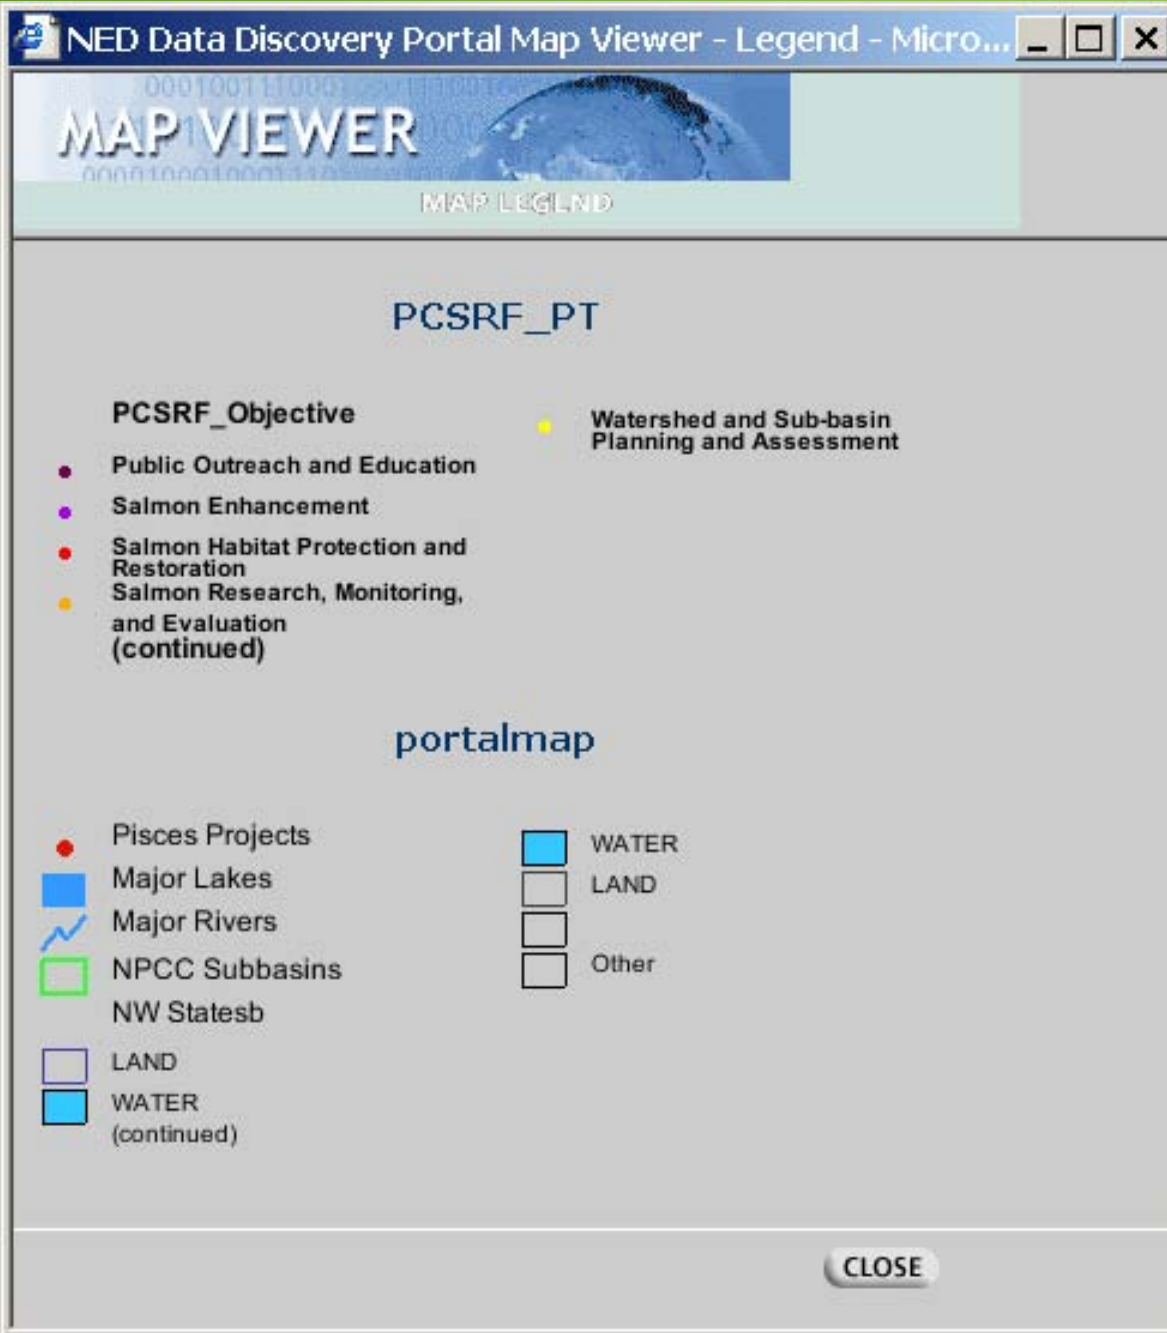 NED Data Discovery Portal Map Viewer - Legend - Micro...
MAP VIEWER
MAP LEGEND
PCSRF_PT
PCSRF_Objective
Public Outreach and Education
Salmon Enhancement
Salmon Habitat Protection and
Restoration
Salmon Research, Monitoring,
and Evaluation
(continued)
Watershed and Sub-basin
Planning and Assessment
portalmap
Pisces Projects
Major Lakes
Major Rivers
NPCC Subbasins
NW Statesb
LAND
WATER
(continued)
WATER
LAND
Other
CLOSE